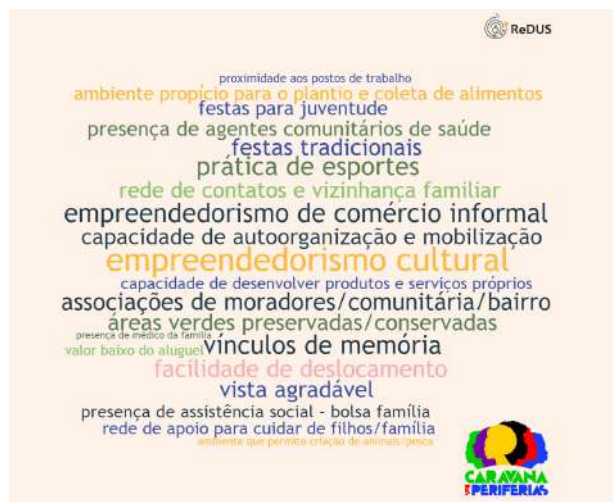 ReDUS
proximidade aos postos de trabalho
ambiente propício para o plantio e coleta de alimentos
festas para juventude
presença de agentes comunitários de saúde
festas tradicionais
prática de esportes
rede de contatos e vizinhança familiar
empreendedorismo de comércio informal
capacidade de autoorganização e mobilização
empreendedorismo cultural
capacidade de desenvolver produtos e serviços próprios
associações de moradores/comunitária/bairro
áreas verdes preservadas/conservadas
presença de médico da família
valor baixo do aluguel
vínculos de memória
facilidade de deslocamento
vista agradável
presença de assistência social - bolsa família
rede de apoio para cuidar de filhos/família
ambiente que permite criação de animais/pesca
CARAVANA
DAS PERIFERIAS